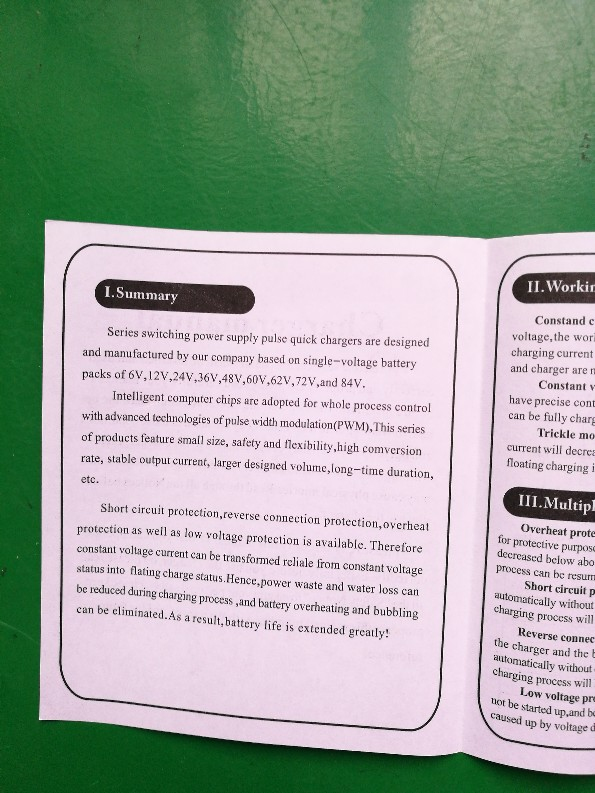 I.Summary
Series switching power supply pulse quick chargers are designed
and manufactured by our company based on single-voltage battery
packs of 6V,12V,24V,36V,48V,60V,62V,72V,and 84V.
Intelligent computer chips are adopted for whole process control
with advanced technologies of pulse width modulation(PWM),This series
of products feature small size, safety and flexibility,high comversion
rate, stable output current, larger designed volume,long-time duration,
etc.
Short circuit protection,reverse connection protection,overheat
protection as well as low voltage protection is available. Therefore
constant voltage current can be transformed reliale from constant voltage
status into flating charge status.Hence,power waste and water loss can
be reduced during charging process ,and battery overheating and bubbling
can be eliminated.As a result,battery life is extended greatly!
II.Workin
Constand c
voltage,the wor
charging current
and charger are n
Constant v
have precise cont
can be fully charg
Trickle mo
current will decrea
floating charging i
III.Multipl
Overheat prote
for protective purpose
decreased below abo
process can be resum
Short circuit p
automatically without
charging process will
Reverse connec
the charger and the b
automatically without
charging process will
Low voltage pro
not be started up,and b
caused up by voltage d